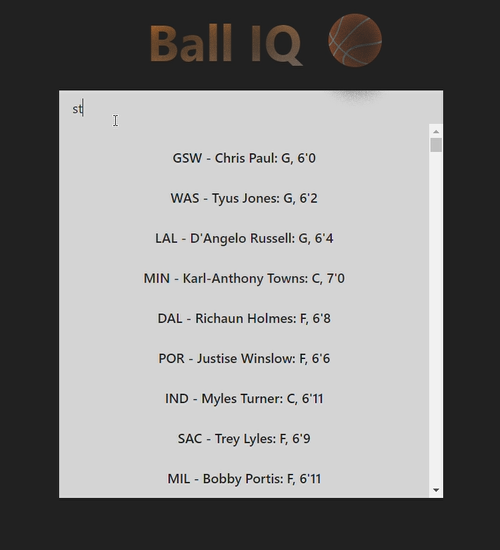 Ball IQ
st
GSW - Chris Paul: G, 6'0
WAS - Tyus Jones: G, 6'2
LAL - D'Angelo Russell: G, 6'4
MIN - Karl-Anthony Towns: C, 7'0
DAL - Richaun Holmes: F, 6'8
POR - Justise Winslow: F, 6'6
IND - Myles Turner: C, 6'11
SAC - Trey Lyles: F, 6'9
MIL - Bobby Portis: F, 6'11